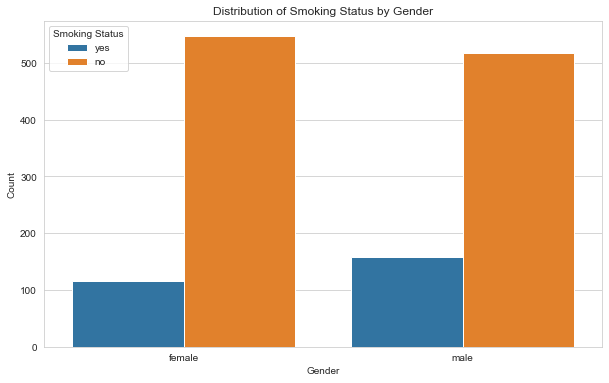 Distribution of Smoking Status by Gender
Smoking Status
yes
no
500
400
300
200
100
0
Count
female male
Gender